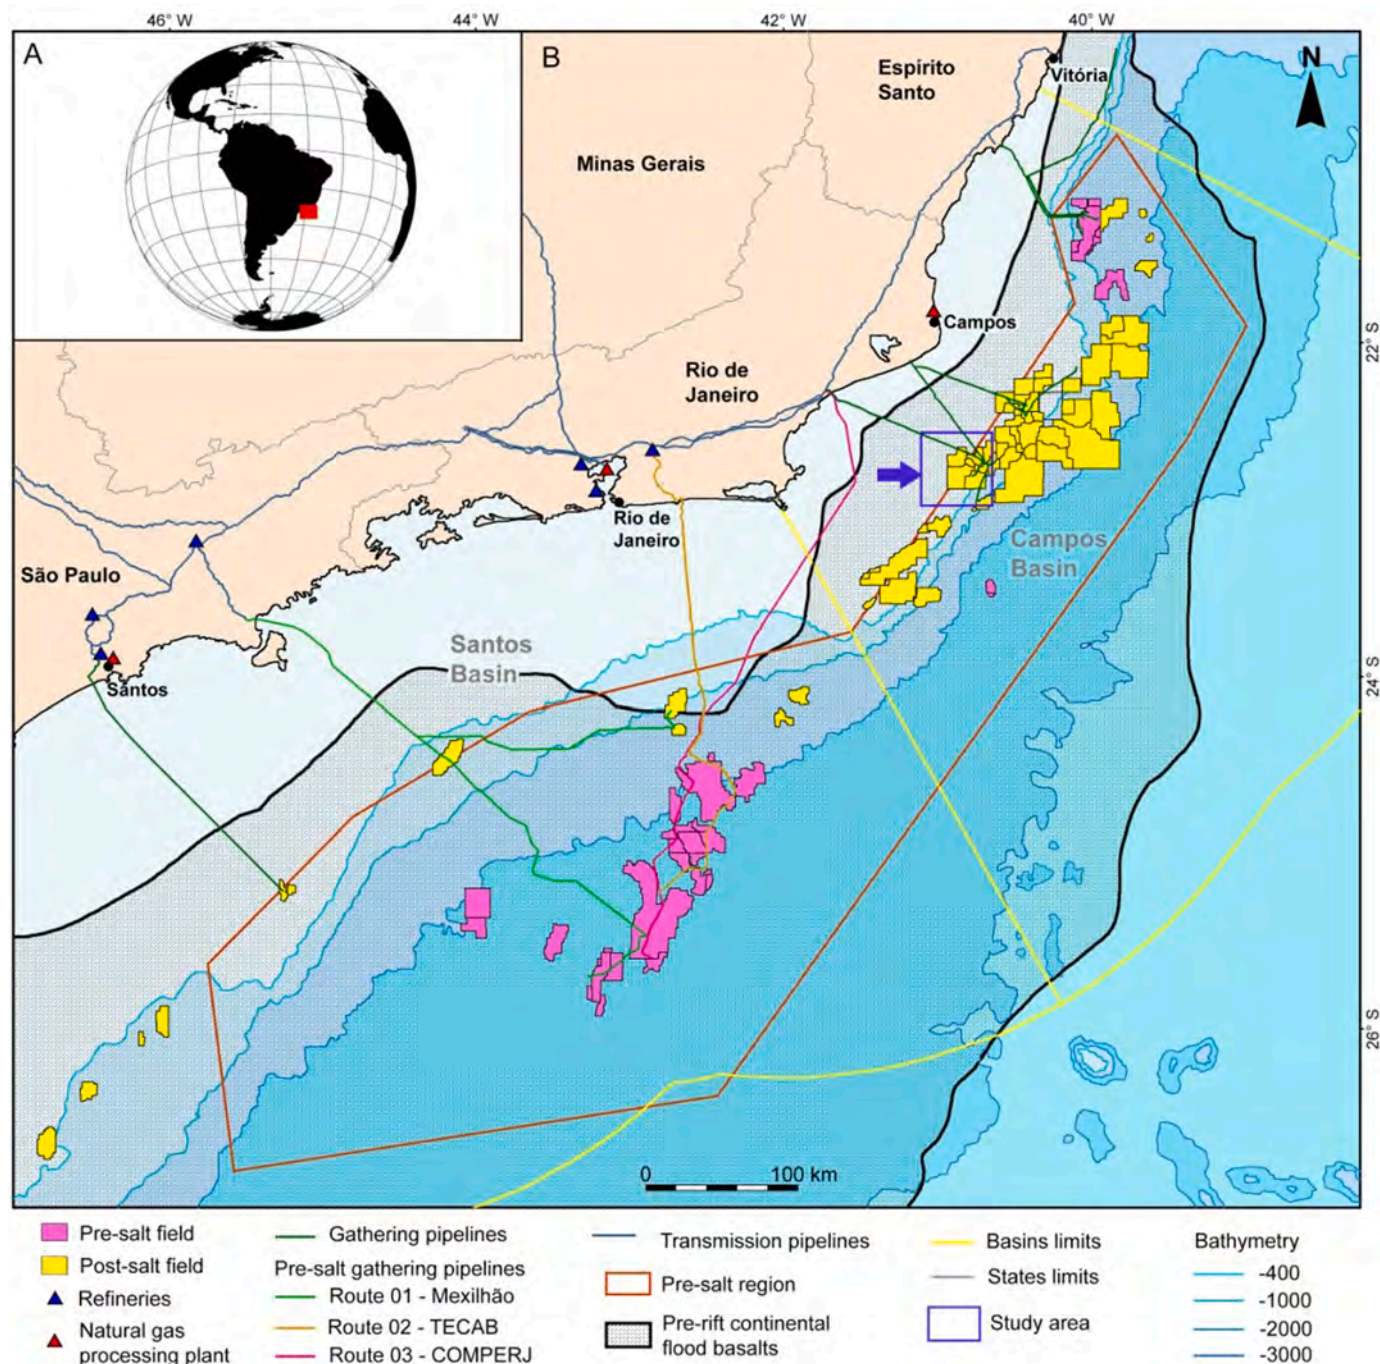 46° W
44° W
42° W
40° W
A
B
N
Espírito
Santo
Vitória
Minas Gerais
Campos
22° S
Rio de
Janeiro
Rio de
Janeiro
Campos
Basin
São Paulo
Santos
Basin
Santos
24° S
26° S
0
100 km
Pre-salt field
Post-salt field
Refineries
Natural gas
processing plant
Gathering pipelines
Pre-salt gathering pipelines
Route 01 - Mexilhão
Route 02 - TECAB
Route 03 - COMPERJ
Transmission pipelines
Pre-salt region
Pre-rift continental
flood basalts
Basins limits
States limits
Study area
Bathymetry
-400
-1000
-2000
-3000